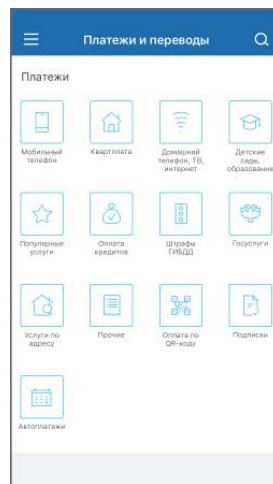 Платежи и переводы
Платежи
Мобильный
телефон
Квартплата
Домашний
телефон, ТВ,
интернет
Детские
сады,
образование
Популярные
услуги
Оплата
кредитов
Штрафы
ГИБДД
Госуслуги
Услуги по
адресу
Прочие
Оплата по
QR-коду
Подписки
Автоплатежи